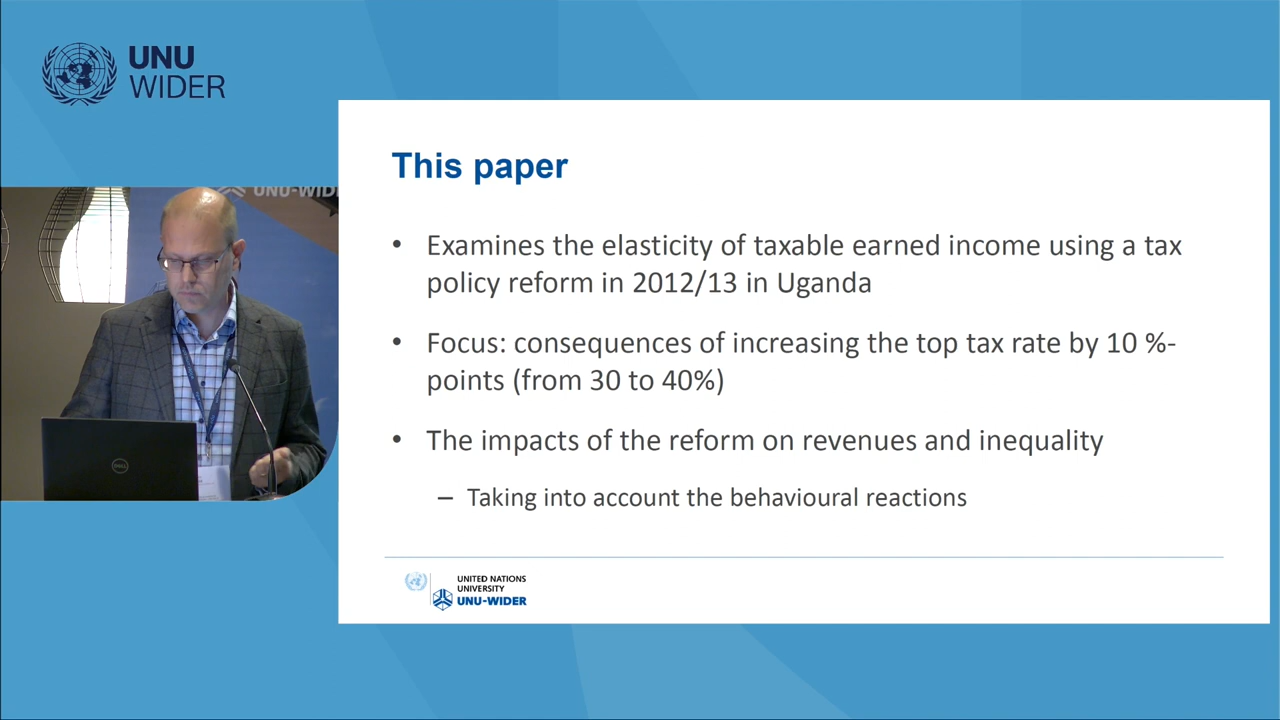 UNU
WIDER
UNU-WID
DELL
This paper
• Examines the elasticity of taxable earned income using a tax
policy reform in 2012/13 in Uganda
• Focus: consequences of increasing the top tax rate by 10 %-
points (from 30 to 40%)
• The impacts of the reform on revenues and inequality
– Taking into account the behavioural reactions
UNITED NATIONS
UNIVERSITY
UNU-WIDER